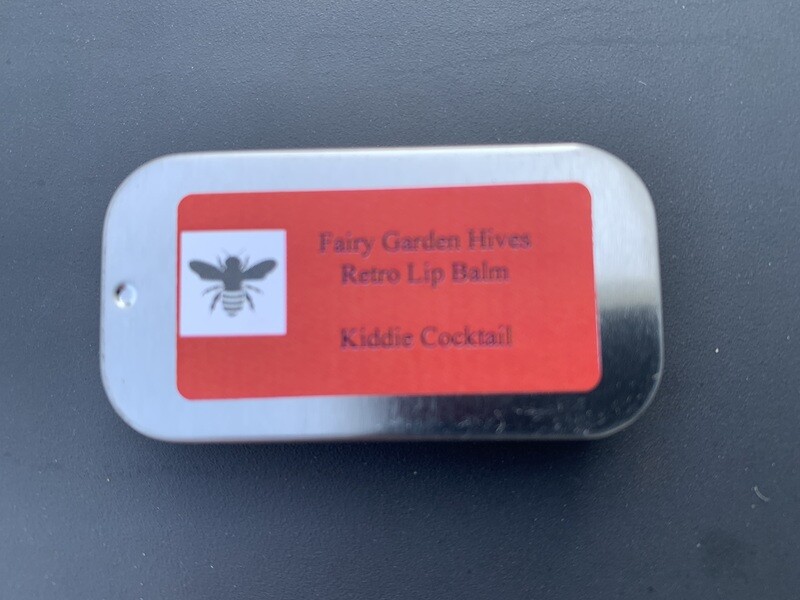 Fairy Garden Hives
Retro Lip Balm
Kiddie Cocktail